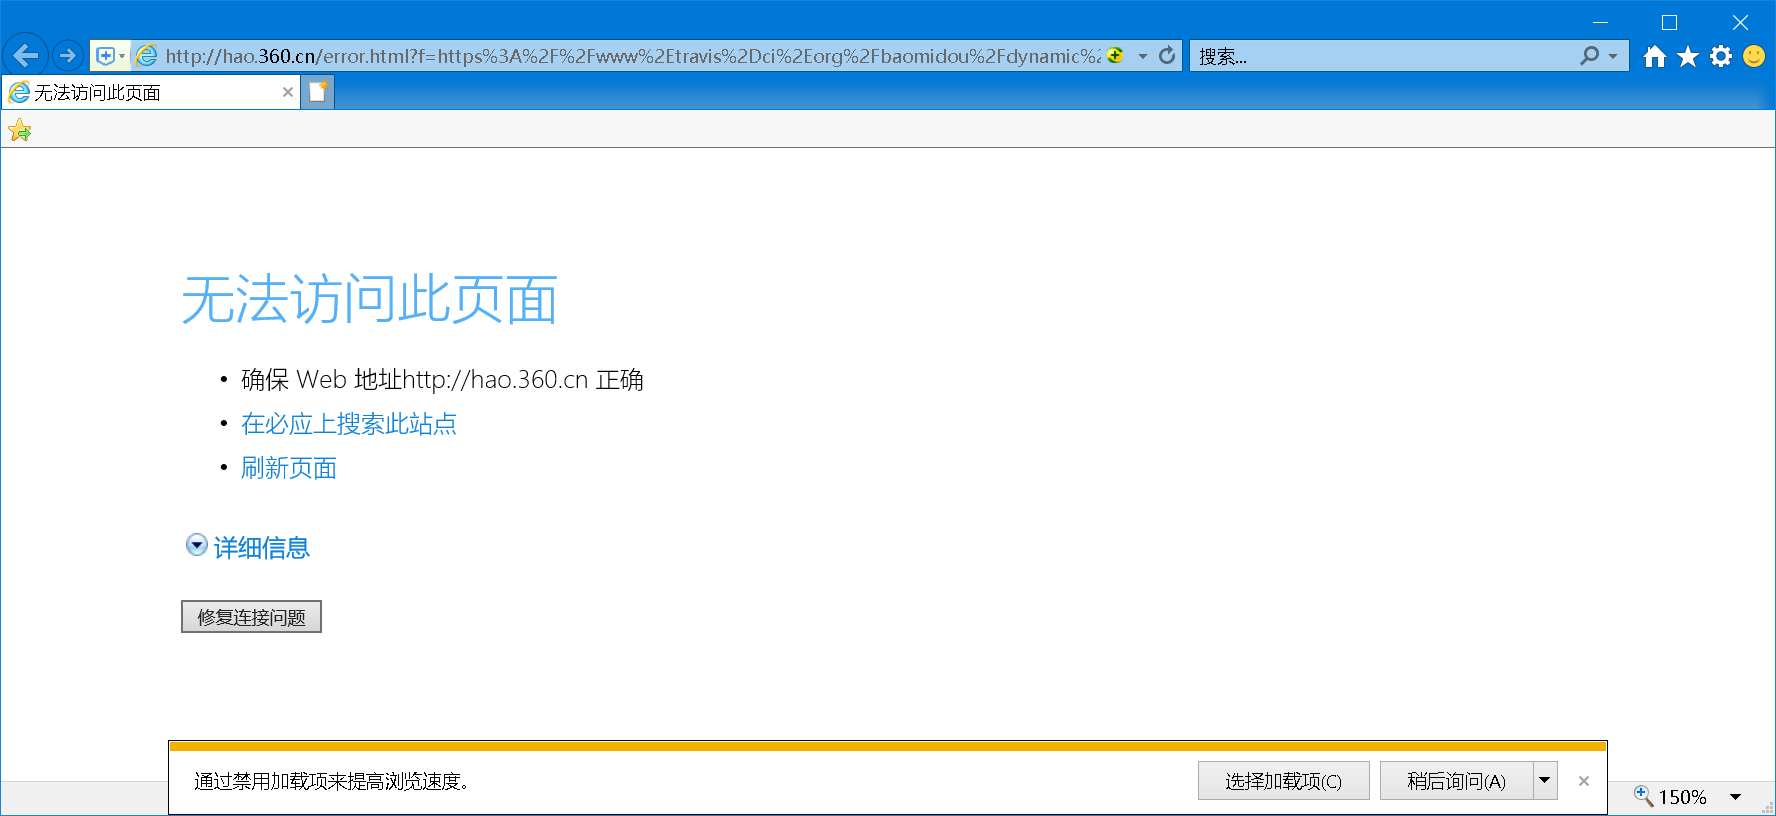 http://hao.360.cn/error.html?f=https%3A%2F%2Fwww%2Etravis%2Dci%2Eorg%2Fbaomidou%2Fdynamic%2
搜索...
无法访问此页面
无法访问此页面
• 确保 Web 地址http://hao.360.cn 正确
• 在必应上搜索此站点
• 刷新页面
详细信息
修复连接问题
通过禁用加载项来提高浏览速度。
选择加载项(C)
稍后询问(A)
150%